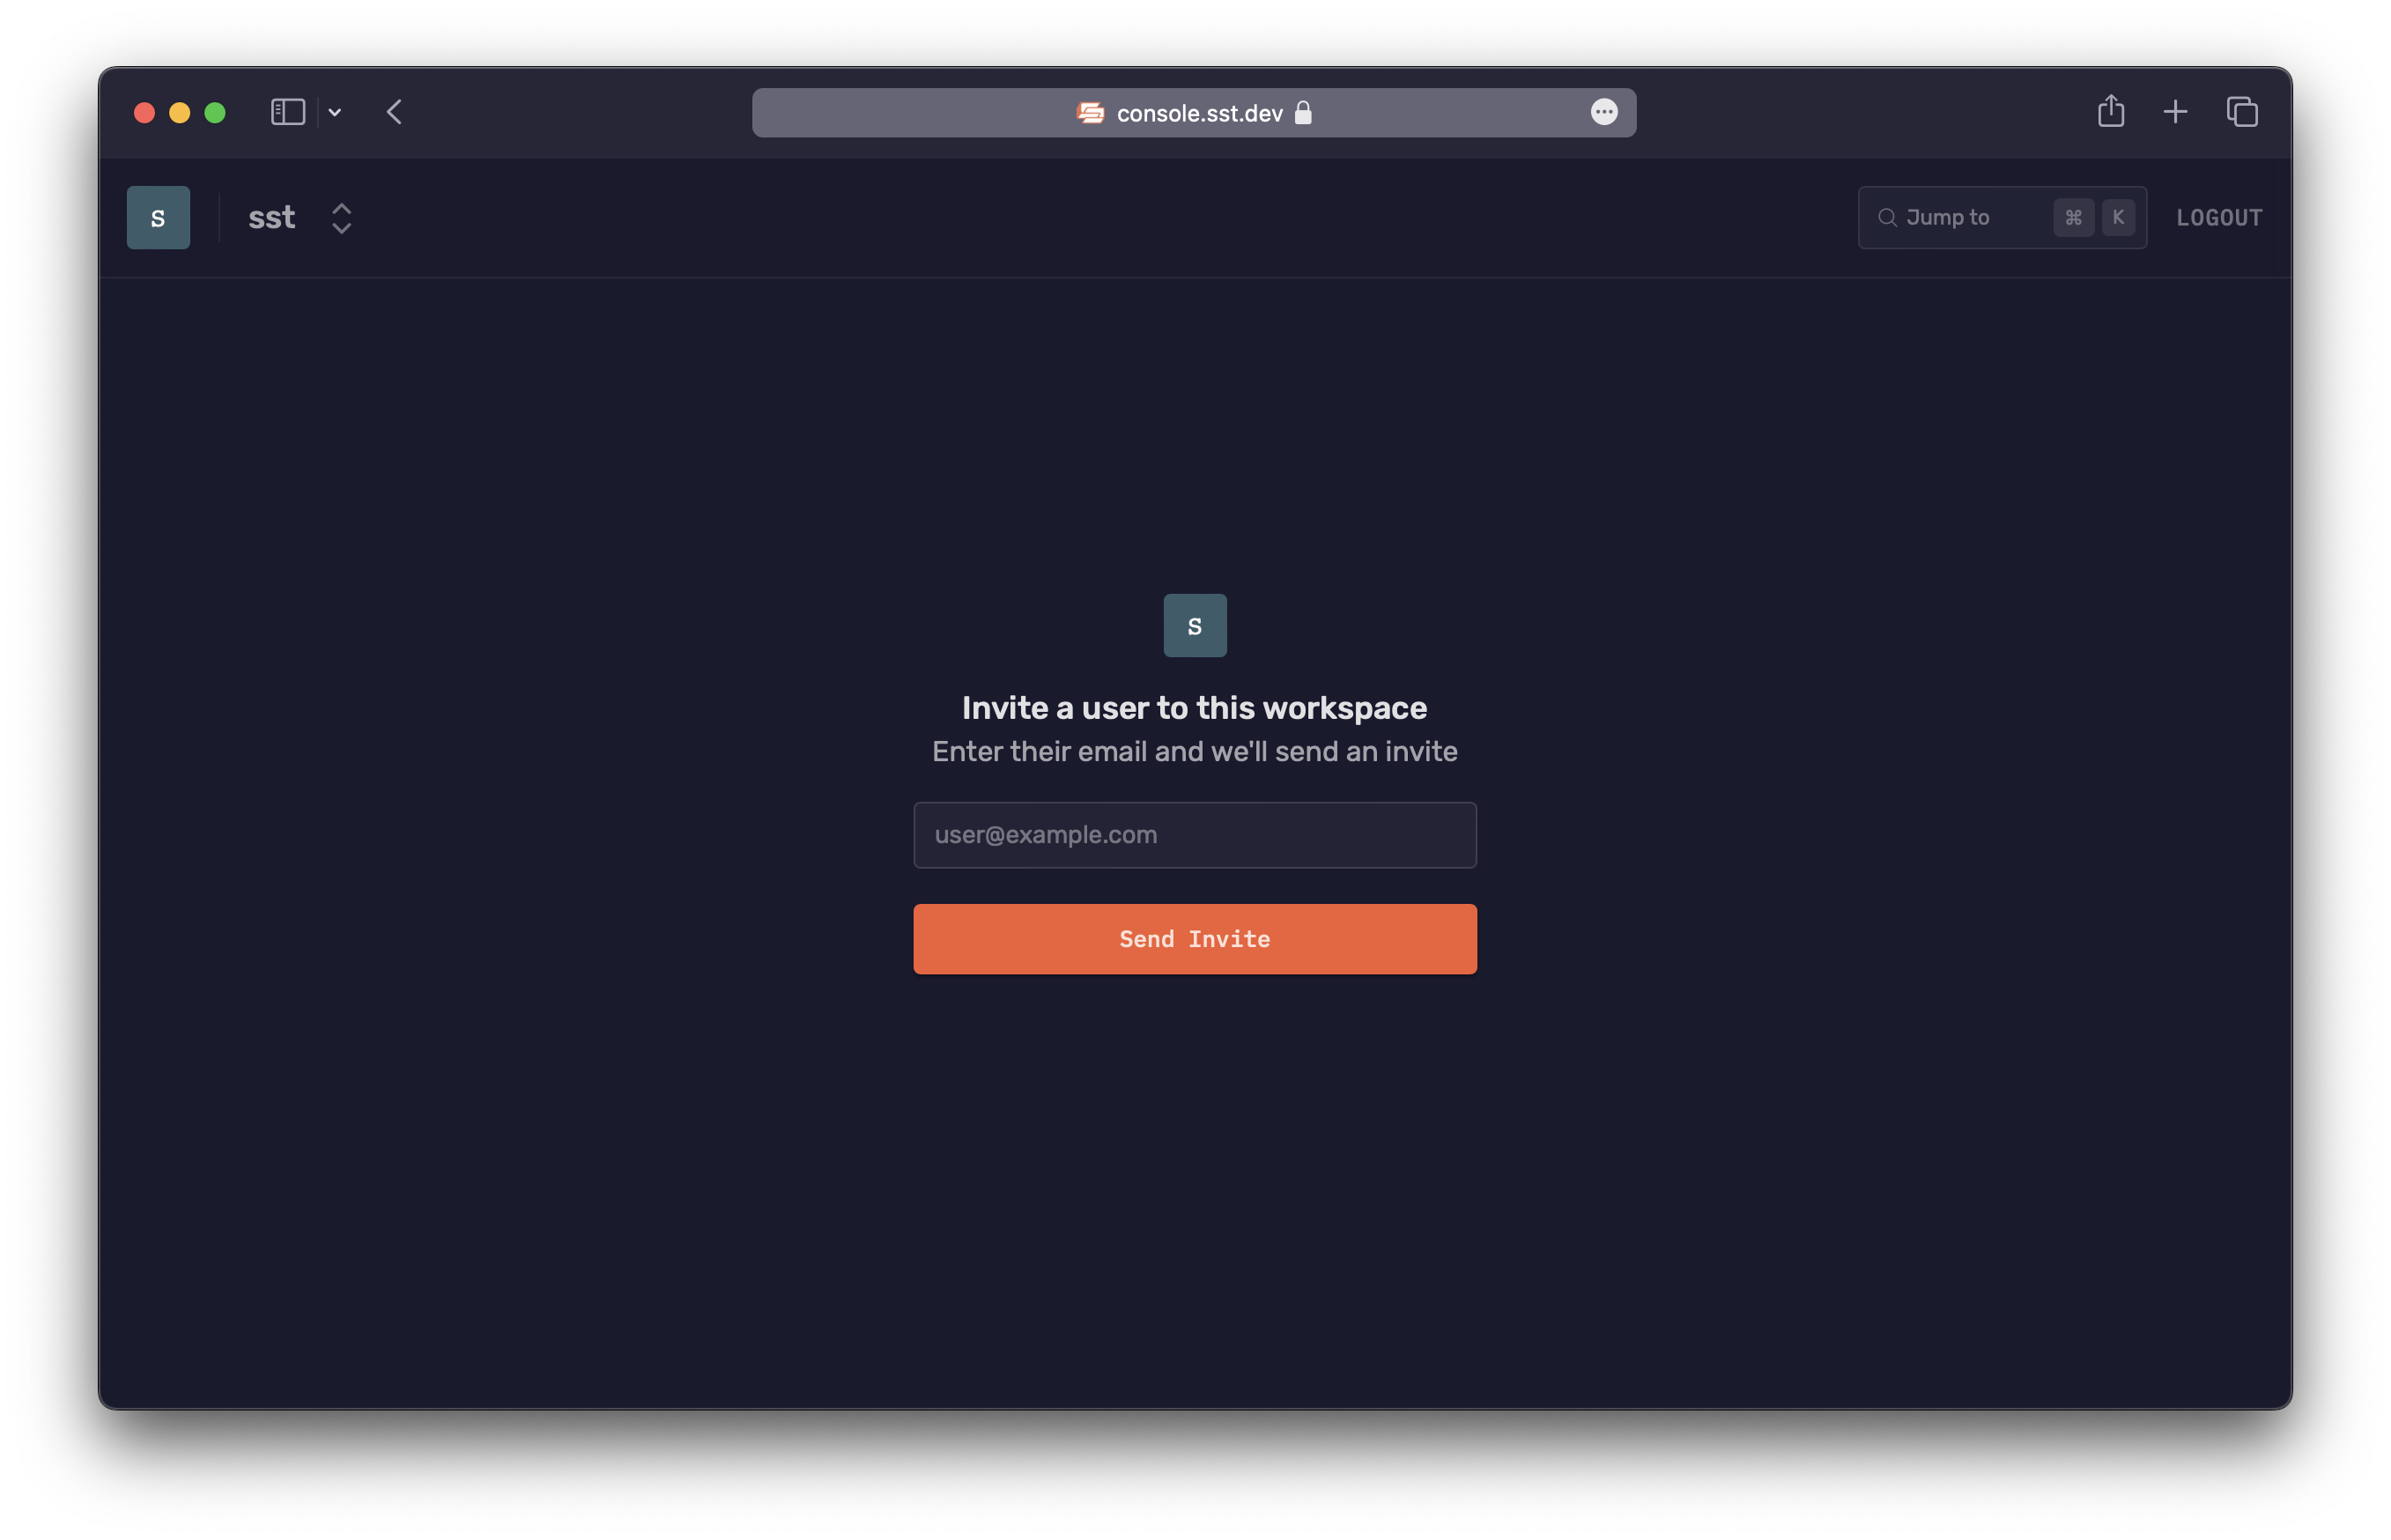 console.sst.dev
S
sst
Jump to
⌘ K
LOGOUT
S
Invite a user to this workspace
Enter their email and we'll send an invite
user@example.com
Send Invite